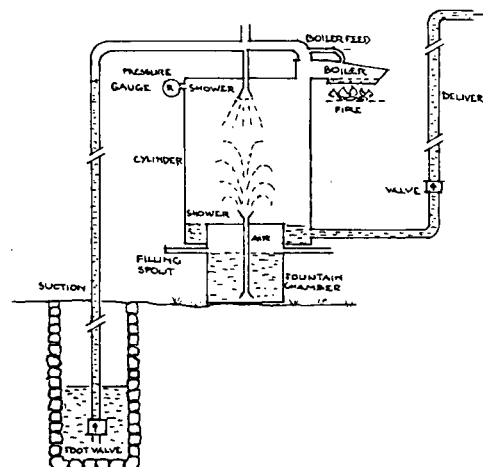 BOILER FEED
PRESSURE
GAUGE
R
SHOWER
BOILER
FIRE
DELIVER
CYLINDER
VALVE
SHOWER
AIR
FILLING
SPOUT
FOUNTAIN
CHAMBER
SUCTION
FOOT VALVE